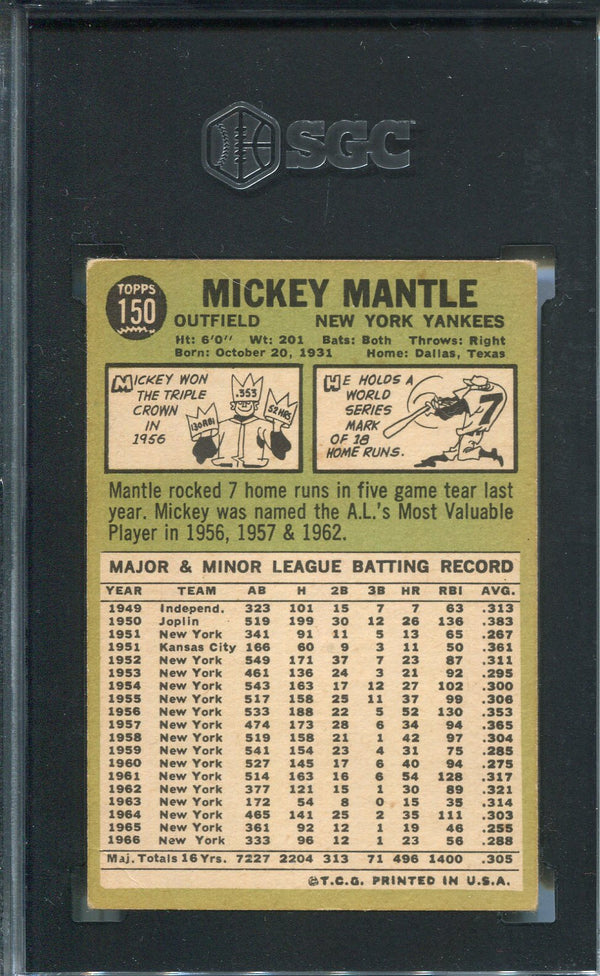 SGC
TOPPS
150
MICKEY MANTLE
OUTFIELD NEW YORK YANKEES
Ht: 6'0" Wt: 201 Bats: Both Throws: Right
Born: October 20, 1931 Home: Dallas, Texas
MICKEY WON
THE TRIPLE
CROWN
IN
1956
130 RBI
.353
52 HRS
HE HOLDS A
WORLD
SERIES
MARK
OF 18
HOME RUNS.
7
Mantle rocked 7 home runs in five game tear last
year. Mickey was named the A.L.'s Most Valuable
Player in 1956, 1957 & 1962.
MAJOR & MINOR LEAGUE BATTING RECORD
YEAR TEAM AB H 2B 3B HR RBI AVG.
1949 Independ. 323 101 15 7 7 63 .313
1950 Joplin 519 199 30 12 26 136 .383
1951 New York 341 91 11 5 13 65 .267
1951 Kansas City 166 60 9 3 11 50 .361
1952 New York 549 171 37 7 23 87 .311
1953 New York 461 136 24 3 21 92 .295
1954 New York 543 163 17 12 27 102 .300
1955 New York 517 158 25 11 37 99 .306
1956 New York 533 188 22 5 52 130 .353
1957 New York 474 173 28 6 34 94 .365
1958 New York 519 158 21 1 42 97 .304
1959 New York 541 154 23 4 31 75 .285
1960 New York 527 145 17 6 40 94 .275
1961 New York 514 163 16 6 54 128 .317
1962 New York 377 121 15 1 30 89 .321
1963 New York 172 54 8 0 15 35 .314
1964 New York 465 141 25 2 35 111 .303
1965 New York 361 92 12 1 19 46 .255
1966 New York 333 96 12 1 23 56 .288
Maj. Totals 16 Yrs. 7227 2204 313 71 496 1400 .305
©T.C.G. PRINTED IN U.S.A.